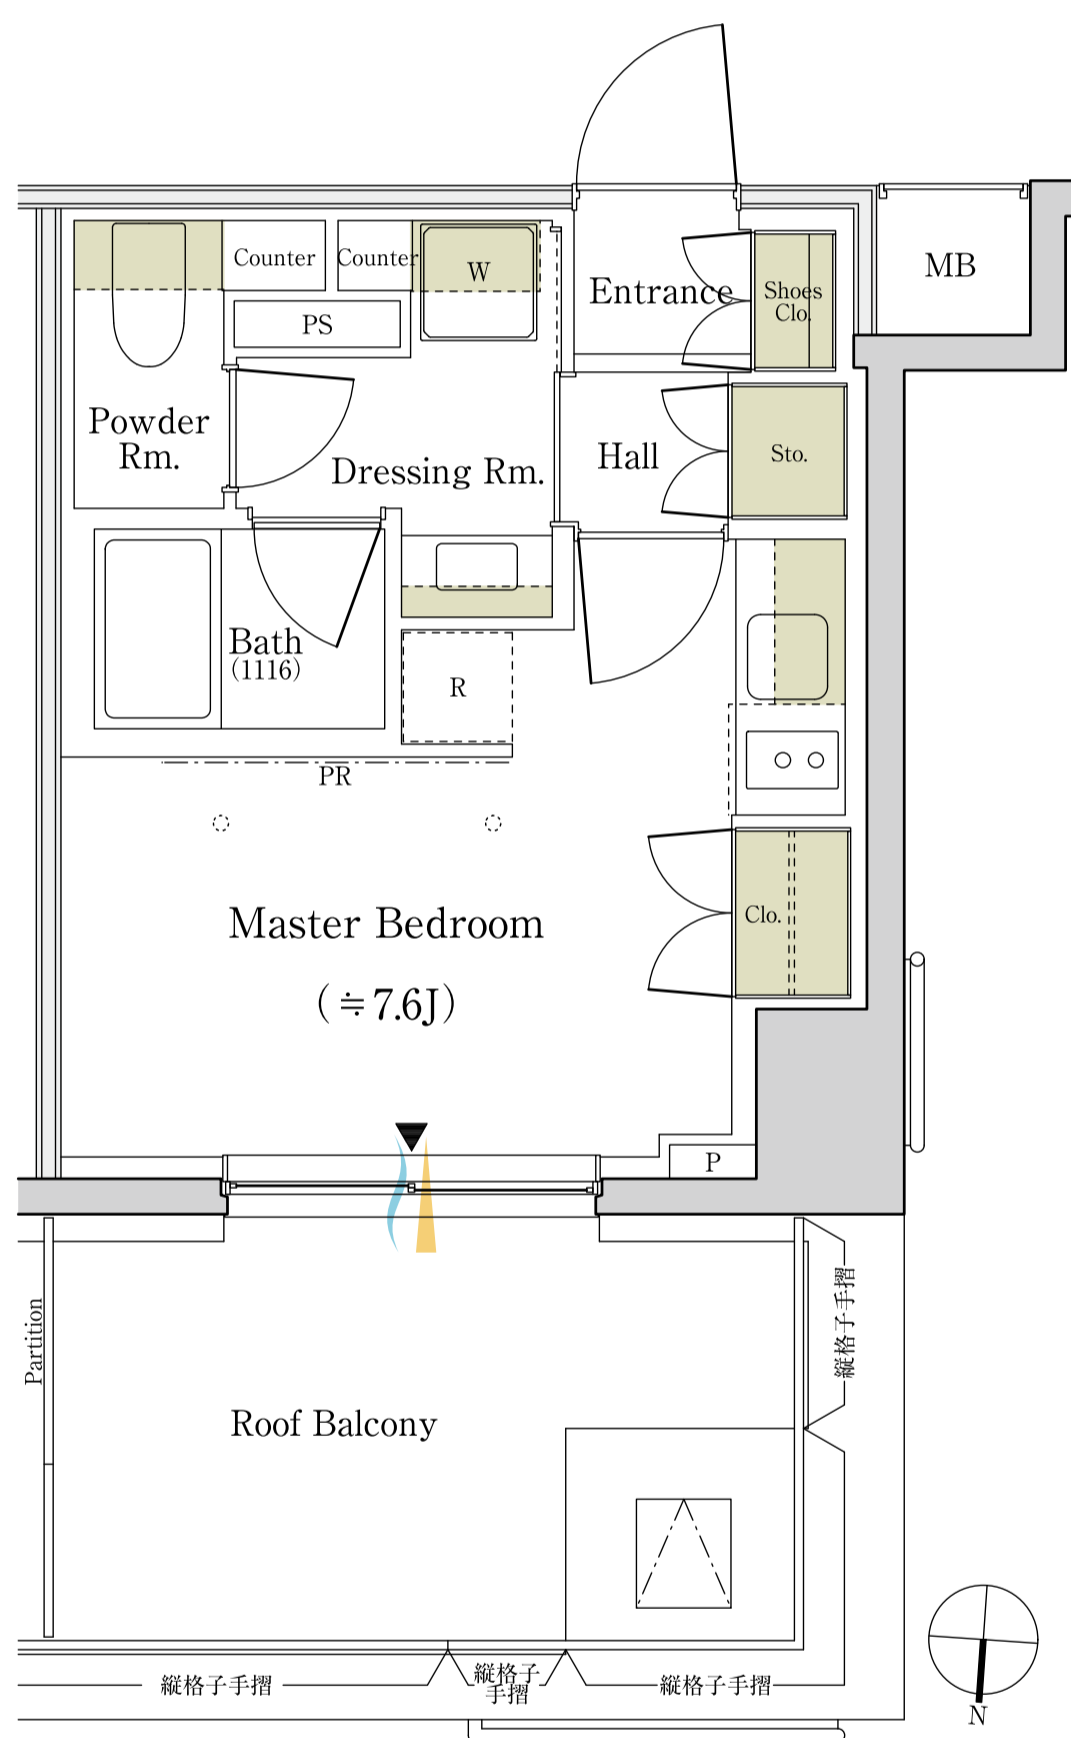 Counter
Counter
W
PS
Entrance
Shoes
Clo.
MB
Powder
Rm.
Dressing Rm.
Hall
Sto.
Bath
(1116)
R
PR
Clo.
Master Bedroom
(≒7.6J)
P
Partition
縦格子手摺
Roof Balcony
縦格子手摺
縦格子
手摺
縦格子手摺
N